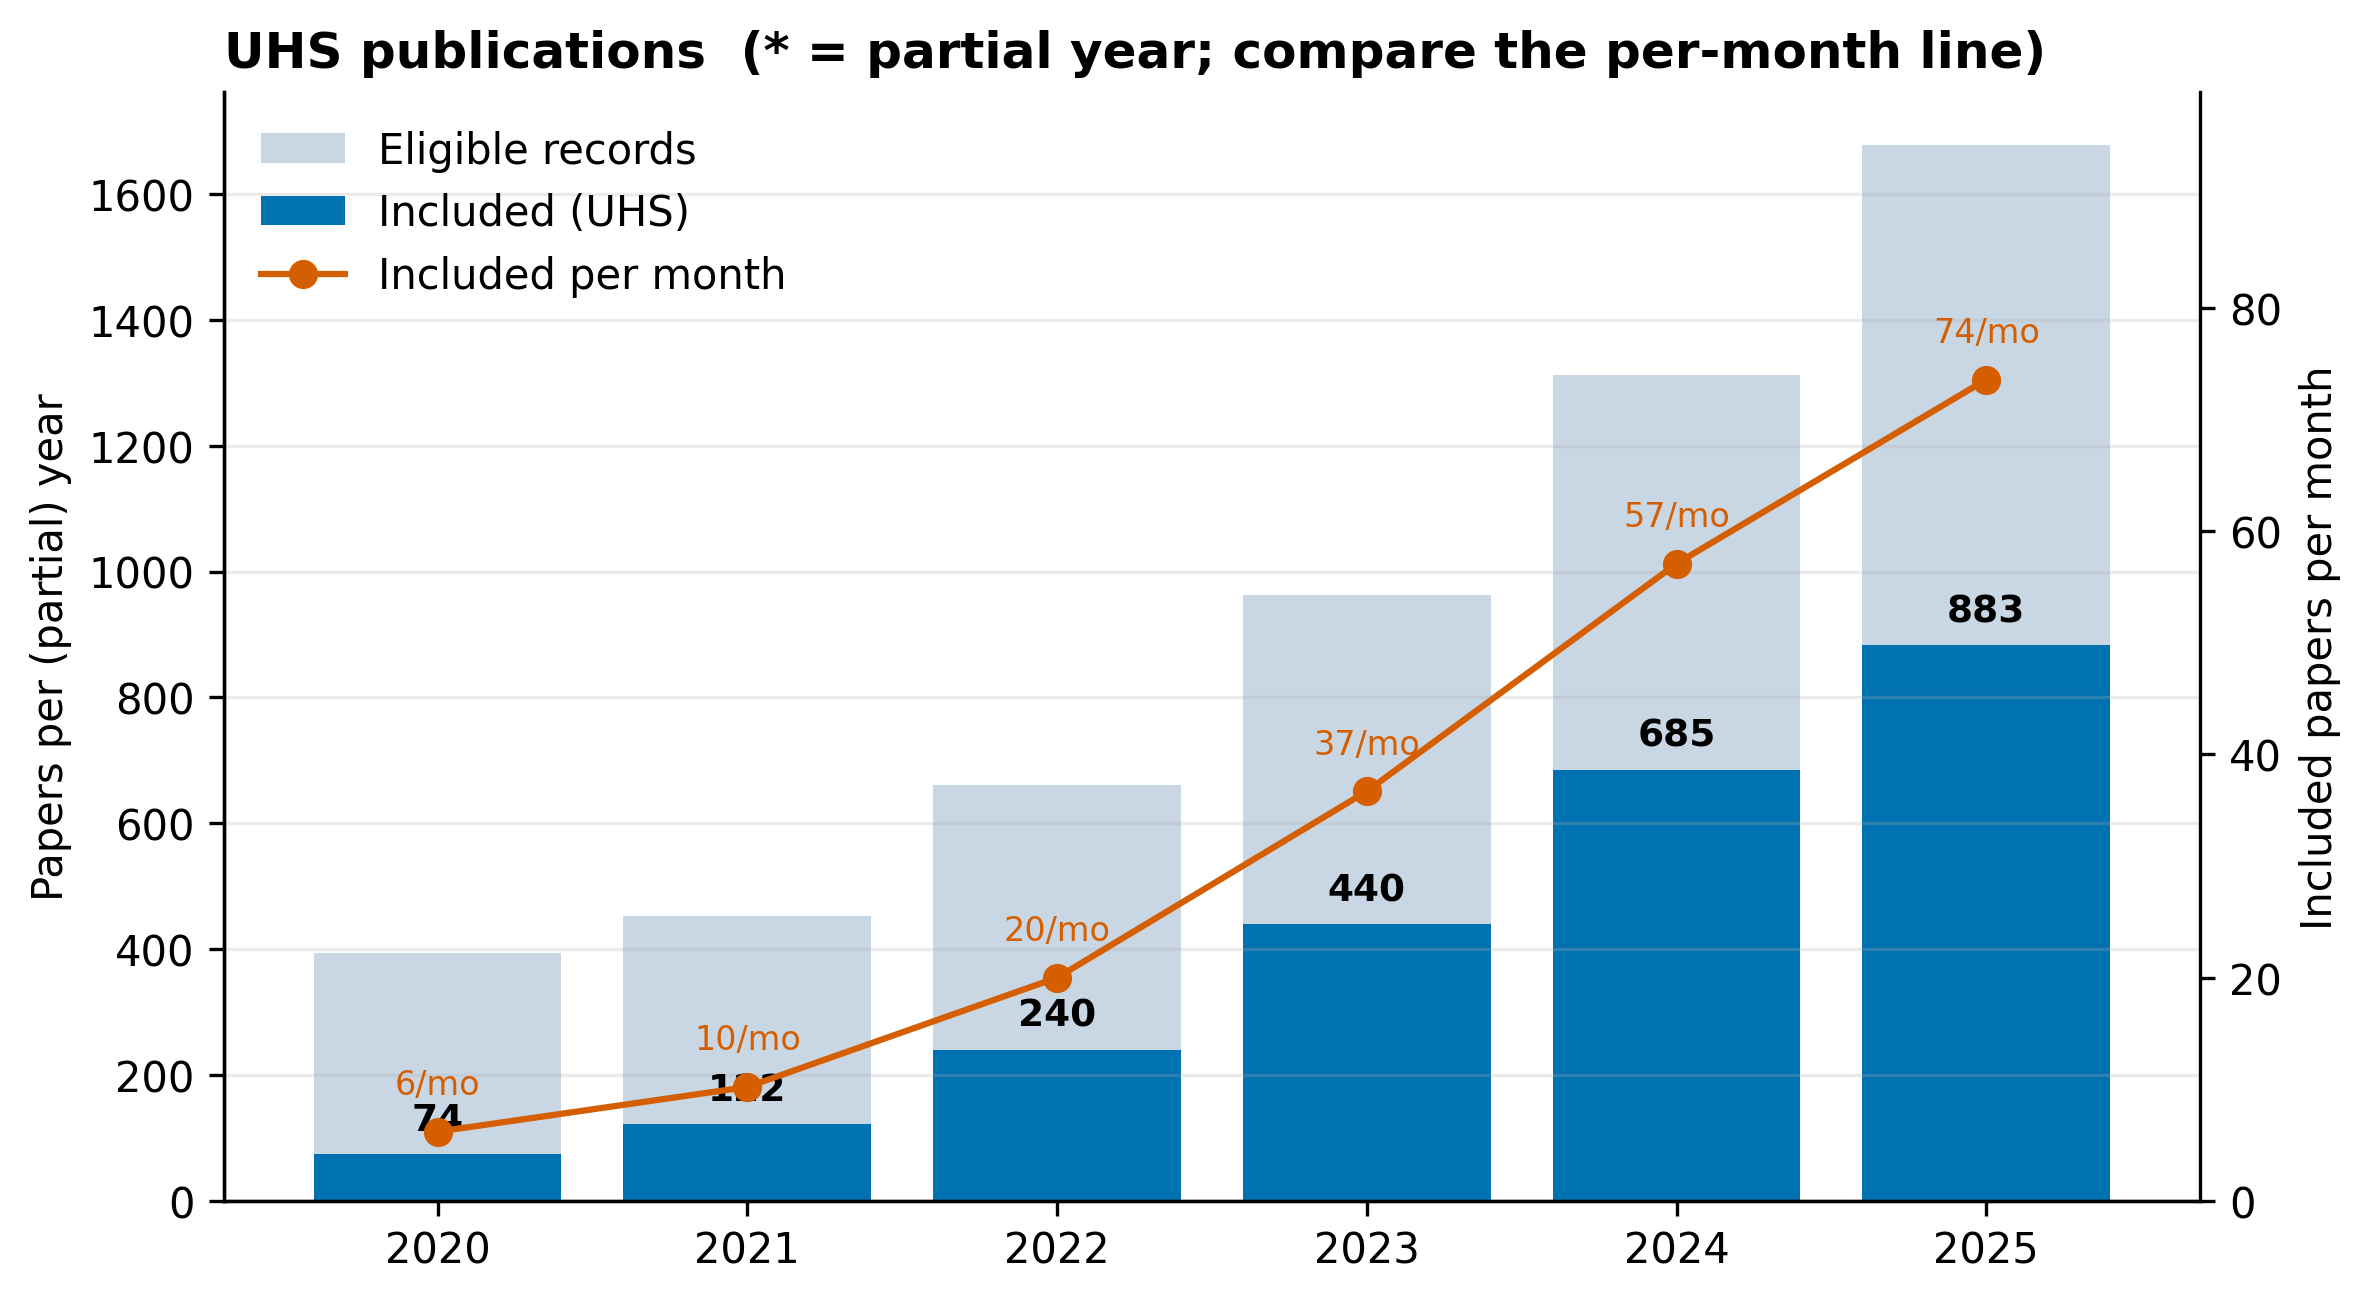 UHS publications  (* = partial year; compare the per-month line)
Eligible records
Included (UHS)
Included per month
Papers per (partial) year
1600
1400
1200
1000
800
600
400
200
0
80
60
40
20
0
Included papers per month
74/mo
57/mo
37/mo
20/mo
10/mo
6/mo
883
685
440
240
74
2020 2021 2022 2023 2024 2025